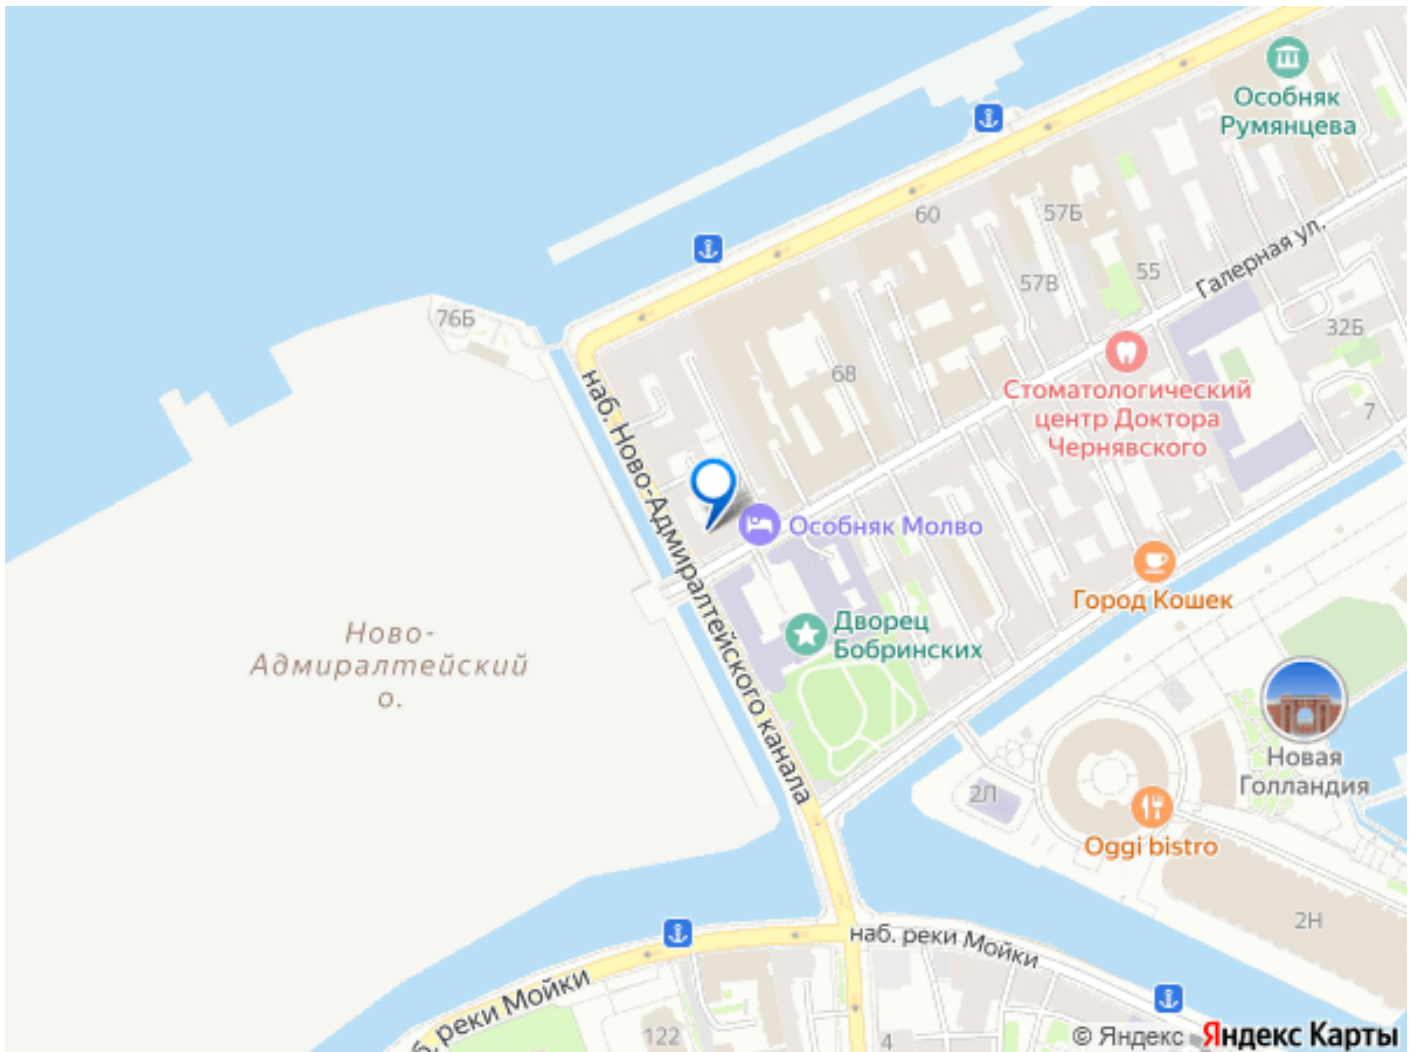 Особняк
Румянцева
60
57Б
Галерная ул.
55
57В
76Б
32Б
68
Стоматологический
центр Доктора
Чернявского
7
наб. Ново-Адмиралтейского канала
Особняк Молво
Город Кошек
Ново-
Адмиралтейский
о.
Дворец
Бобринских
Новая
Голландия
2Л
Oggi bistro
2Н
наб. реки Мойки
б. реки Мойки
122
4
© Яндекс Яндекс Карты